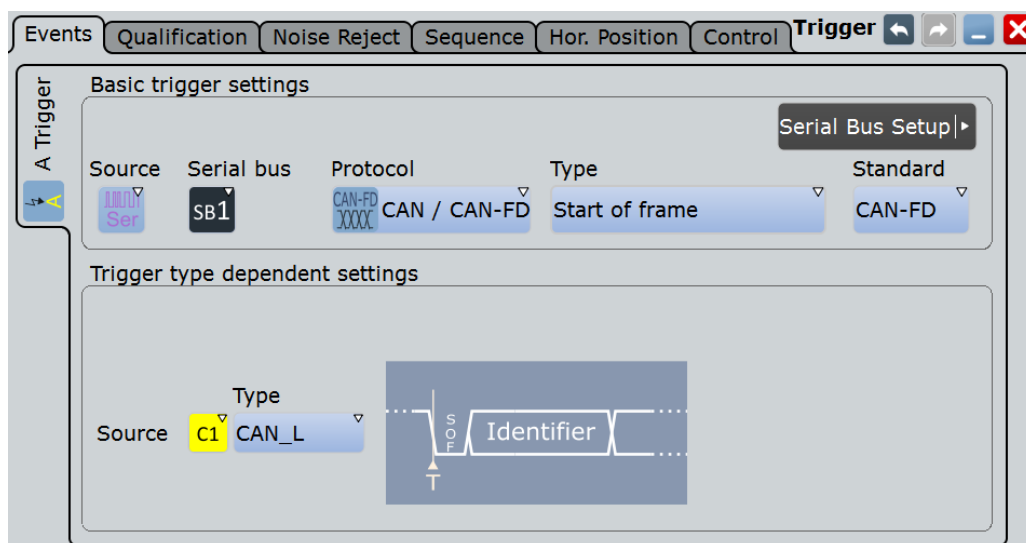 Events Qualification Noise Reject Sequence Hor. Position Control Trigger
A Trigger
A
Basic trigger settings
Serial Bus Setup
Source Serial bus Protocol Type Standard
Ser SB1 CAN-FD XXXX CAN / CAN-FD Start of frame CAN-FD
Trigger type dependent settings
Type
Source C1 CAN_L
SOF Identifier
T